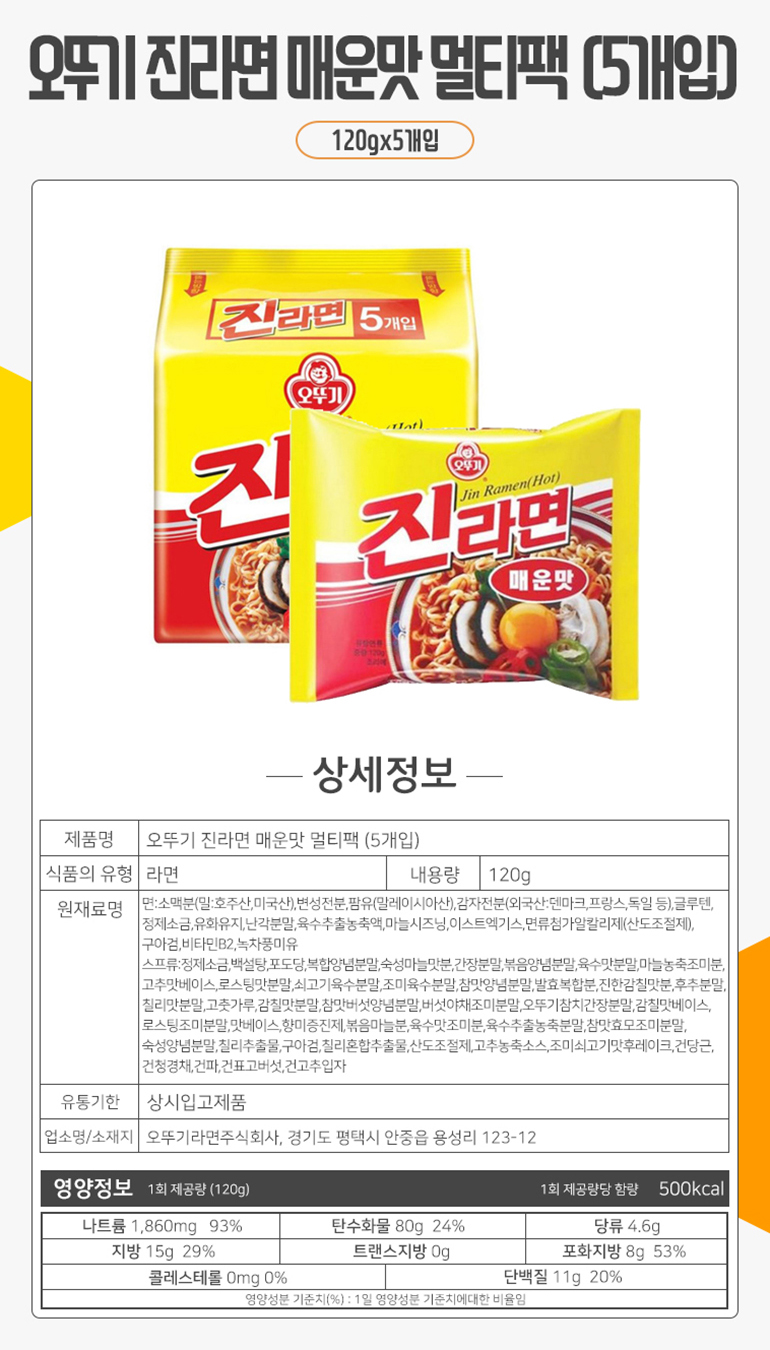 오뚜기 진라면 매운맛 멀티팩 (5개입)
120gx5개입
진라면 5개입
오뚜기
(Hot)
진
오뚜기
Jin Ramen(Hot)
진라면
매운맛
상세정보
제품명 오뚜기 진라면 매운맛 멀티팩 (5개입)
식품의 유형 라면 내용량 120g
원재료명 면:소맥분(밀:호주산,미국산),변성전분,팜유(말레이시아산),감자전분(외국산:덴마크,프랑스,독일 등),글루텐,
정제소금,유화유지,난각분말,육수추출농축액,마늘시즈닝,이스트엑기스,면류첨가알칼리제(산도조절제),
구아검,비타민B2,녹차풍미유
스프류:정제소금,백설탕,포도당,복합양념분말,숙성마늘맛분,간장분말,볶음양념분말,육수맛분말,마늘농축조미분,
고추맛베이스,로스팅맛분말,쇠고기육수분말,조미육수분말,참맛양념분말,발효복합분,진한감칠맛분,후추분말,
칠리맛분말,고춧가루,감칠맛분말,참맛버섯양념분말,버섯야채조미분말,오뚜기참치간장분말,감칠맛베이스,
로스팅조미분말,맛베이스,향미증진제,볶음마늘분,육수맛조미분,육수추출농축분말,참맛효모조미분말,
숙성양념분말,칠리추출물,구아검,칠리혼합추출물,산도조절제,고추농축소스,조미쇠고기맛후레이크,건당근,
건청경채,건파,건표고버섯,건고추입자
유통기한 상시입고제품
업소명/소재지 오뚜기라면주식회사, 경기도 평택시 안중읍 용성리 123-12
영양정보 1회 제공량 (120g) 1회 제공량당 함량 500kcal
나트륨 1,860mg 93% 탄수화물 80g 24% 당류 4.6g
지방 15g 29% 트랜스지방 0g 포화지방 8g 53%
콜레스테롤 0mg 0% 단백질 11g 20%
영양성분 기준치(%) : 1일 영양성분 기준치에대한 비율임